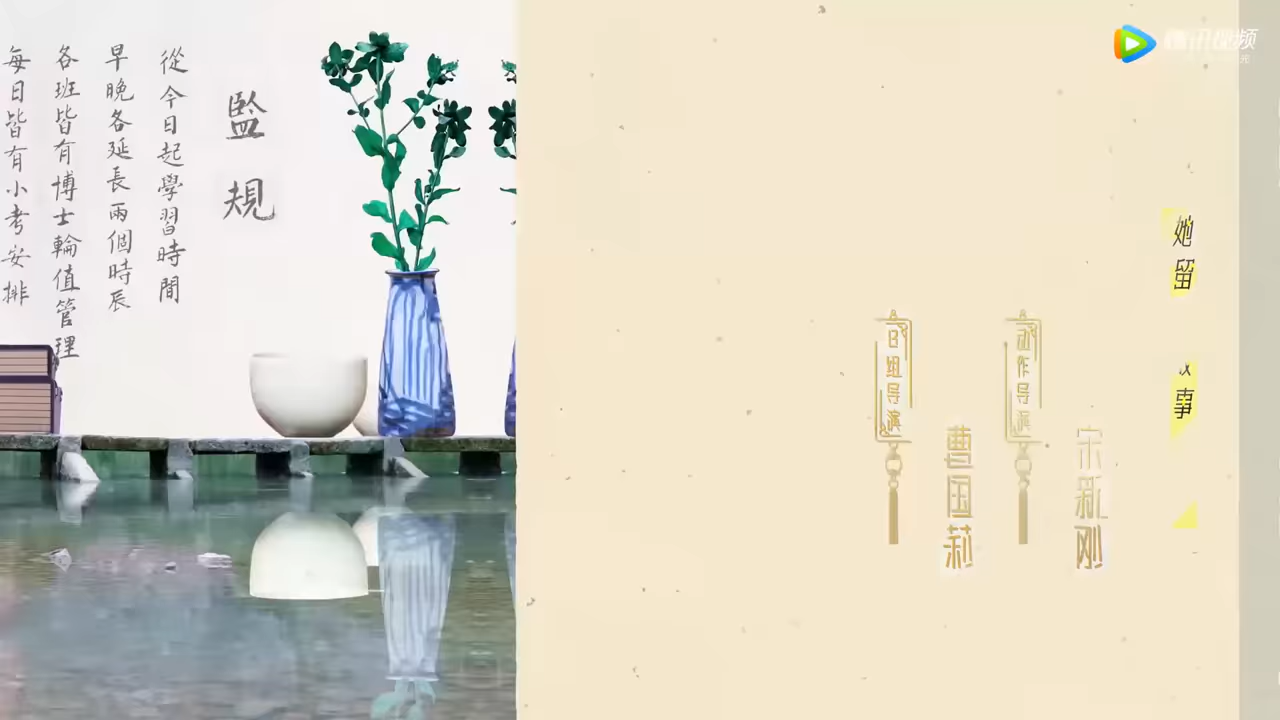 監規
從今日起學習時間
早晚各延長兩個時辰
各班皆有博士輪值管理
每日皆有小考安排
她留
事
动作导演
宋新刚
组导演
曹国莉